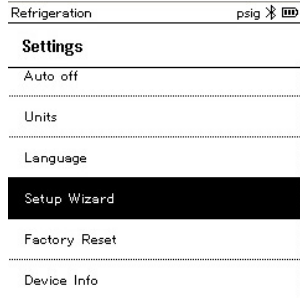 Refrigeration psig
Settings
Auto off
Units
Language
Setup Wizard
Factory Reset
Device Info